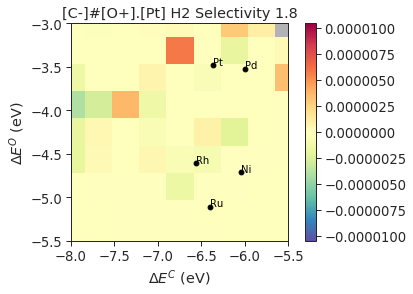 [C-]#[O+].[Pt] H2 Selectivity 1.8
−3.0
−3.5
−4.0
−4.5
−5.0
−5.5
ΔE^O (eV)
Pt
Pd
Rh
Ni
Ru
−8.0 −7.5 −7.0 −6.5 −6.0 −5.5
ΔE^C (eV)
0.0000100
0.0000075
0.0000050
0.0000025
0.0000000
−0.0000025
−0.0000050
−0.0000075
−0.0000100